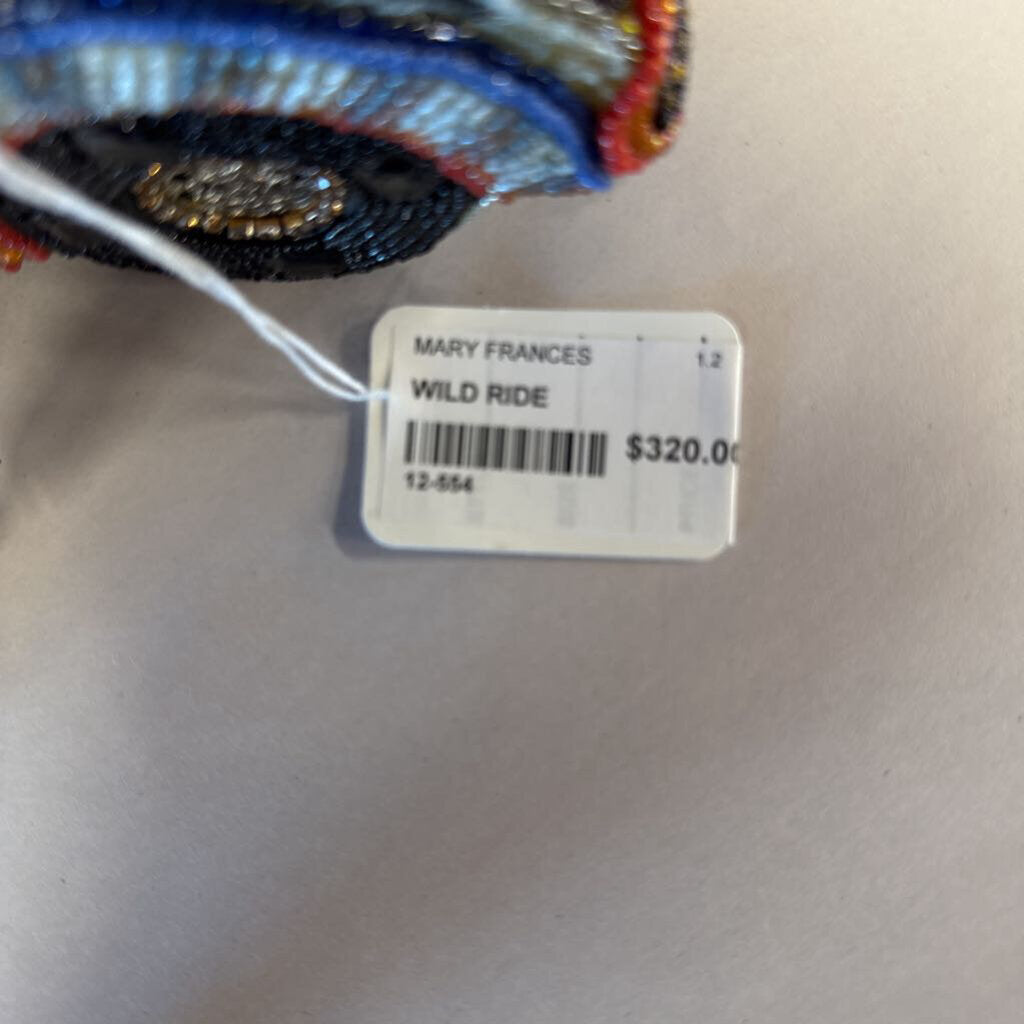 MARY FRANCES 1.2
WILD RIDE
$320.00
12-554